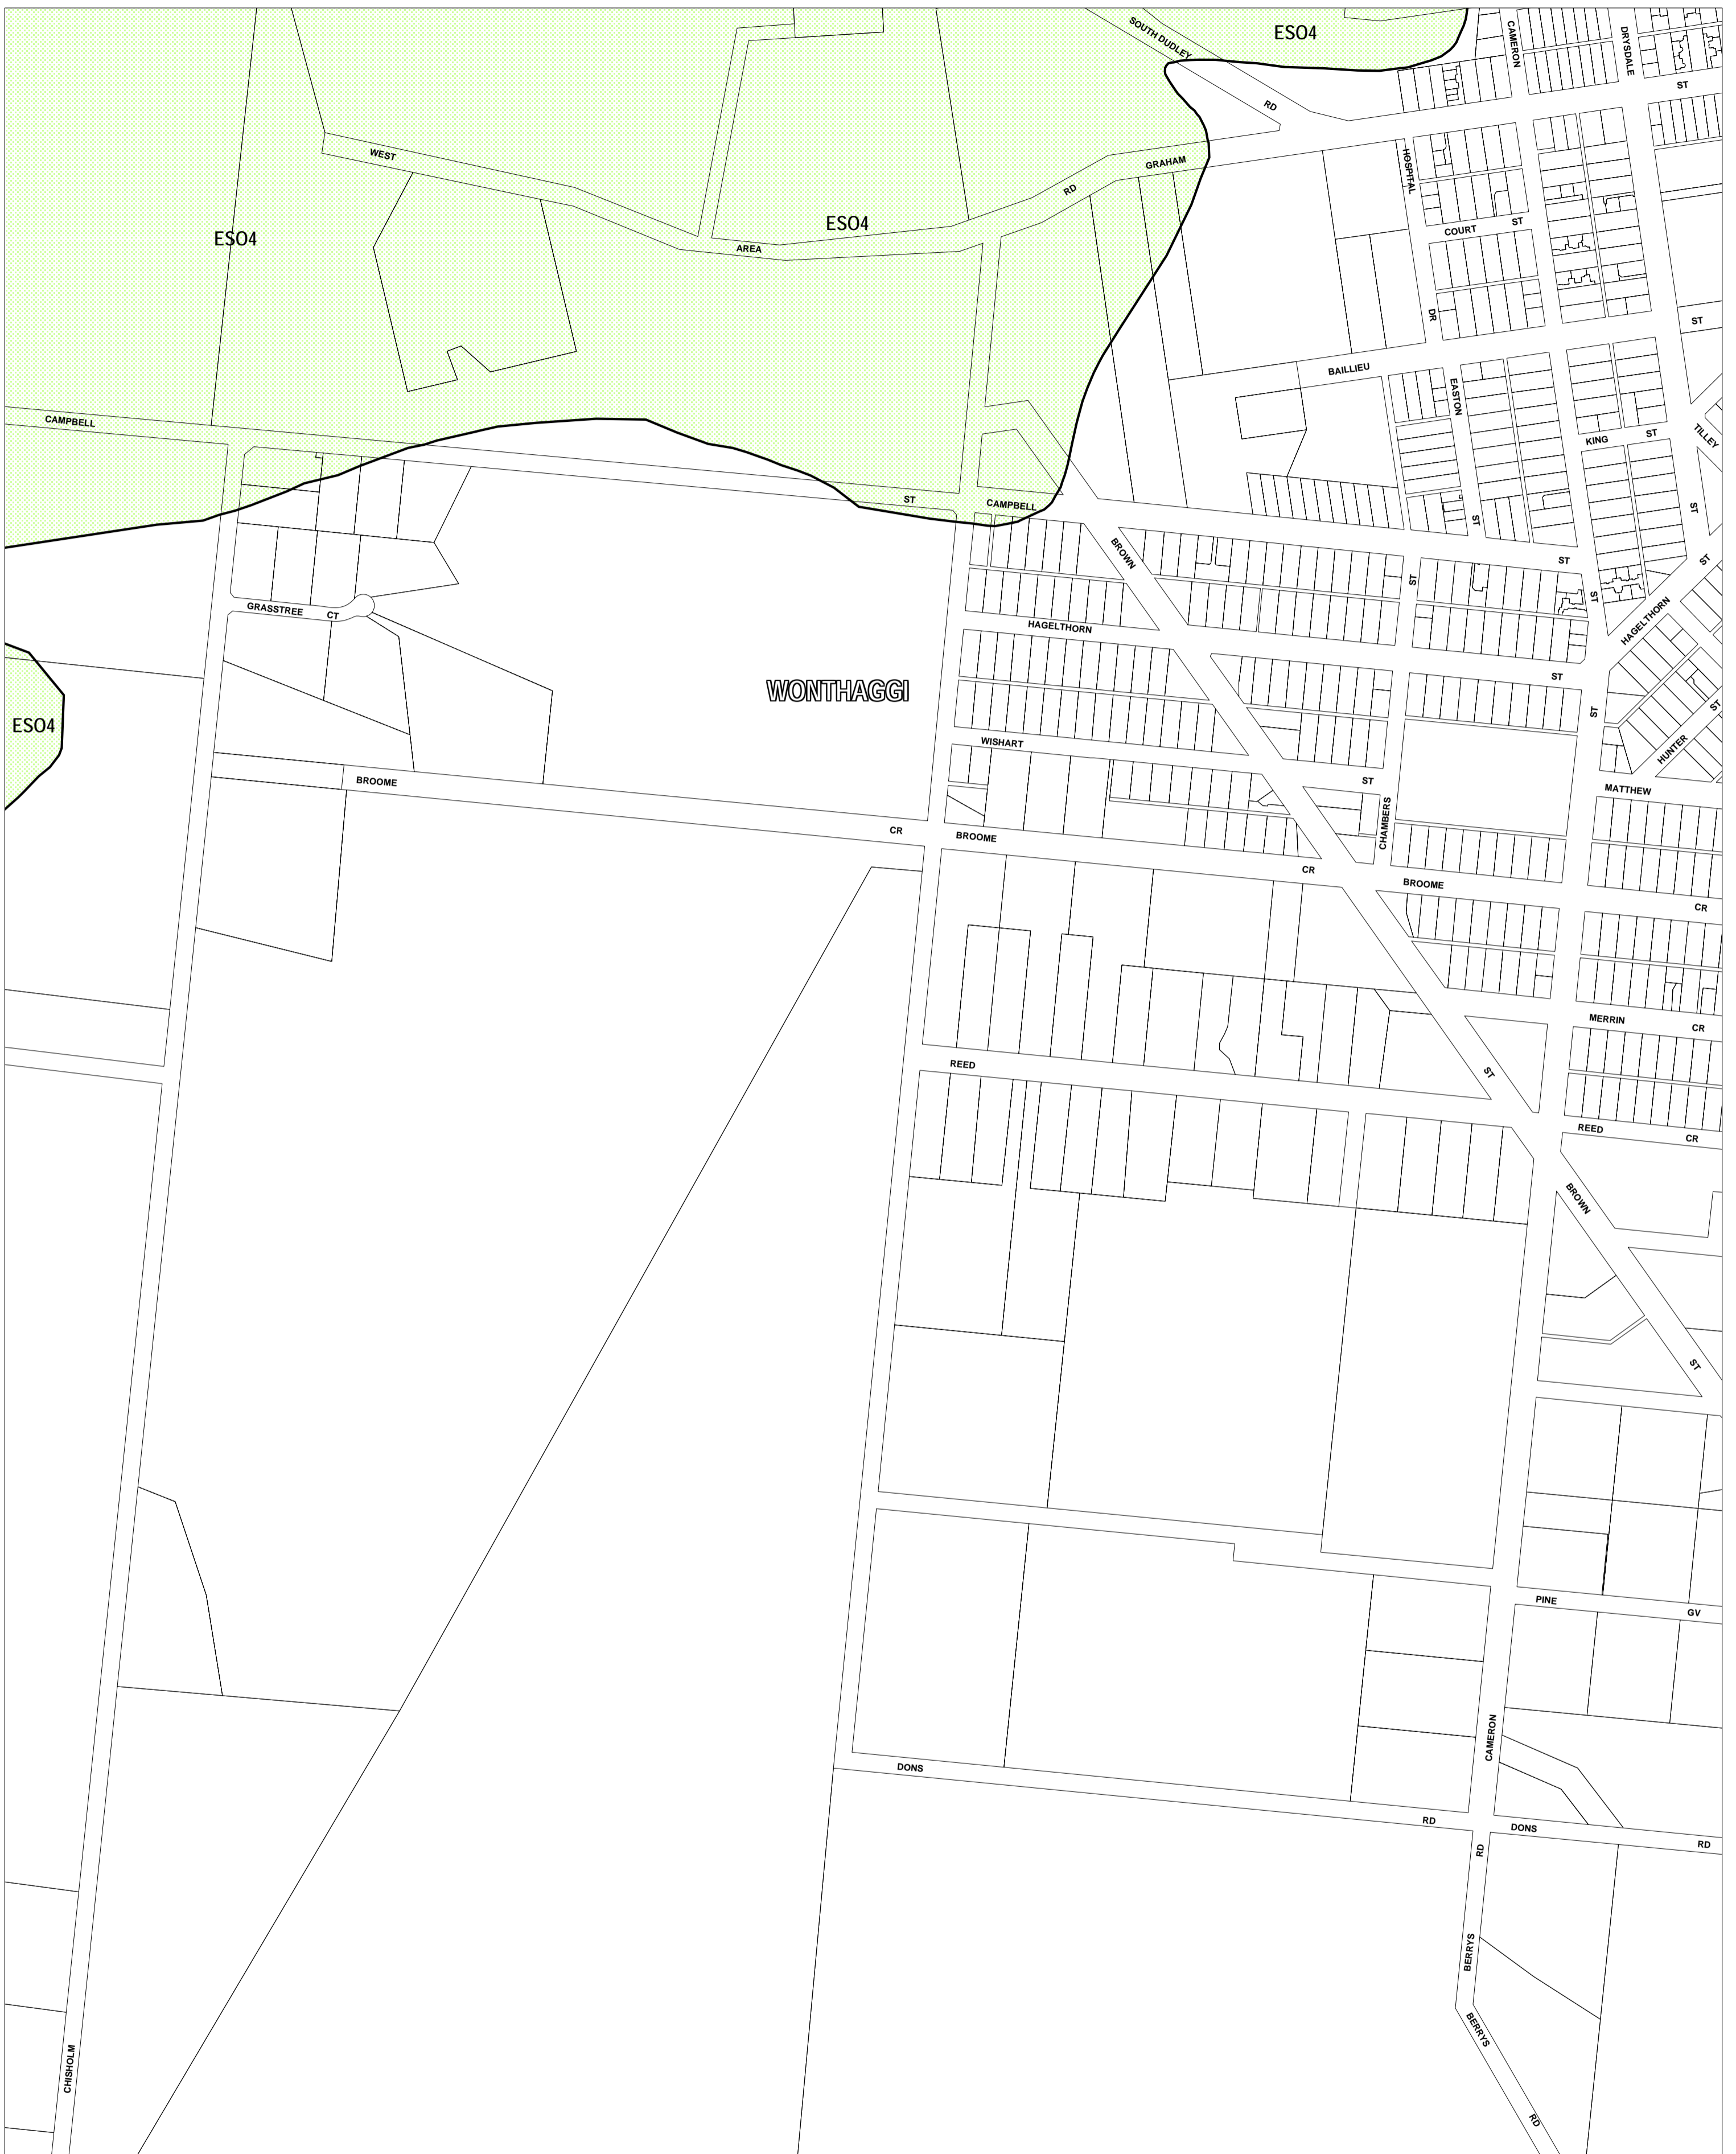 SOUTH DUDLEY
RD
ESO4
CAMERON
DRYSDALE
ST
WEST
GRAHAM
RD
AREA
ESO4
ESO4
HOSPITAL
DR
COURT
ST
ST
BAILLIEU
EASTON
ST
KING
ST
TILLEY
ST
CAMPBELL
ST
CAMPBELL
BROWN
ST
ST
ST
ST
HAGELTHORN
GRASSTREE
CT
HAGELTHORN
ST
ST
ST
HUNTER
WONTHAGGI
ESO4
WISHART
ST
MATTHEW
CHAMBERS
BROOME
CR
BROOME
CR
BROOME
CR
MERRIN
CR
REED
ST
REED
CR
BROWN
ST
PINE
GV
CAMERON
DONS
RD
DONS
RD
RD
BERRYS
BERRYS
RD
CHISHOLM